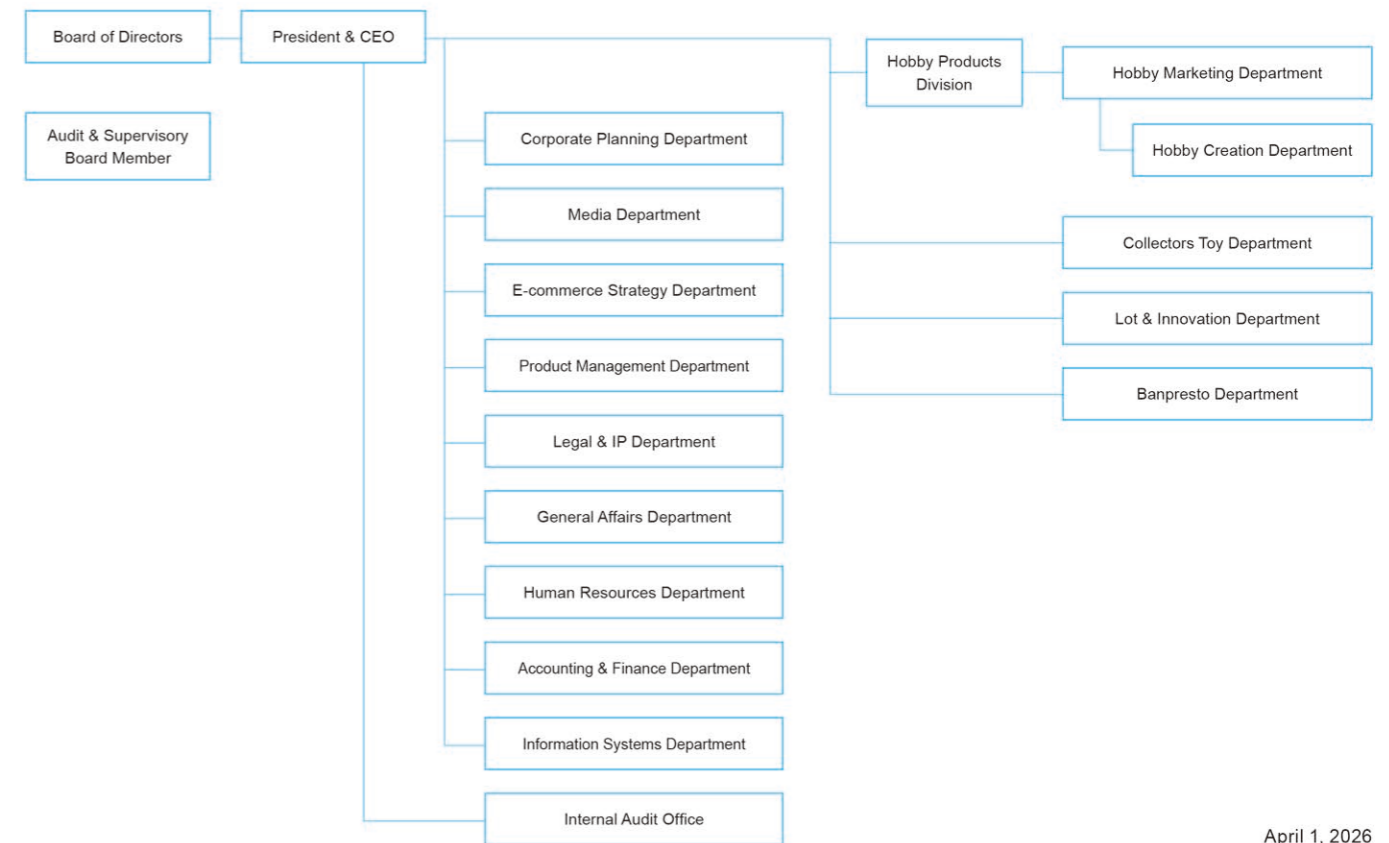 Board of Directors
President & CEO
Audit & Supervisory
Board Member
Corporate Planning Department
Media Department
E-commerce Strategy Department
Product Management Department
Legal & IP Department
General Affairs Department
Human Resources Department
Accounting & Finance Department
Information Systems Department
Internal Audit Office
Hobby Products
Division
Hobby Marketing Department
Hobby Creation Department
Collectors Toy Department
Lot & Innovation Department
Banpresto Department
April 1, 2026